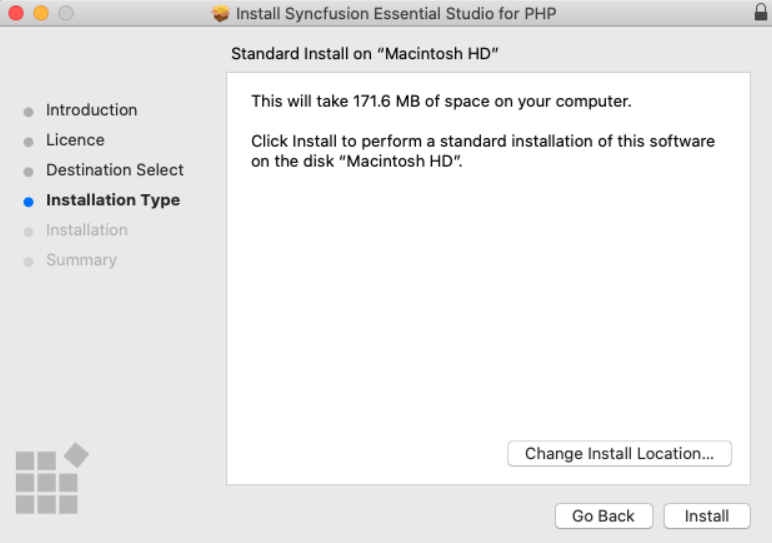 Install Syncfusion Essential Studio for PHP
Standard Install on “Macintosh HD”
Introduction
Licence
Destination Select
Installation Type
Installation
Summary
This will take 171.6 MB of space on your computer.
Click Install to perform a standard installation of this software
on the disk “Macintosh HD”.
Change Install Location...
Go Back
Install